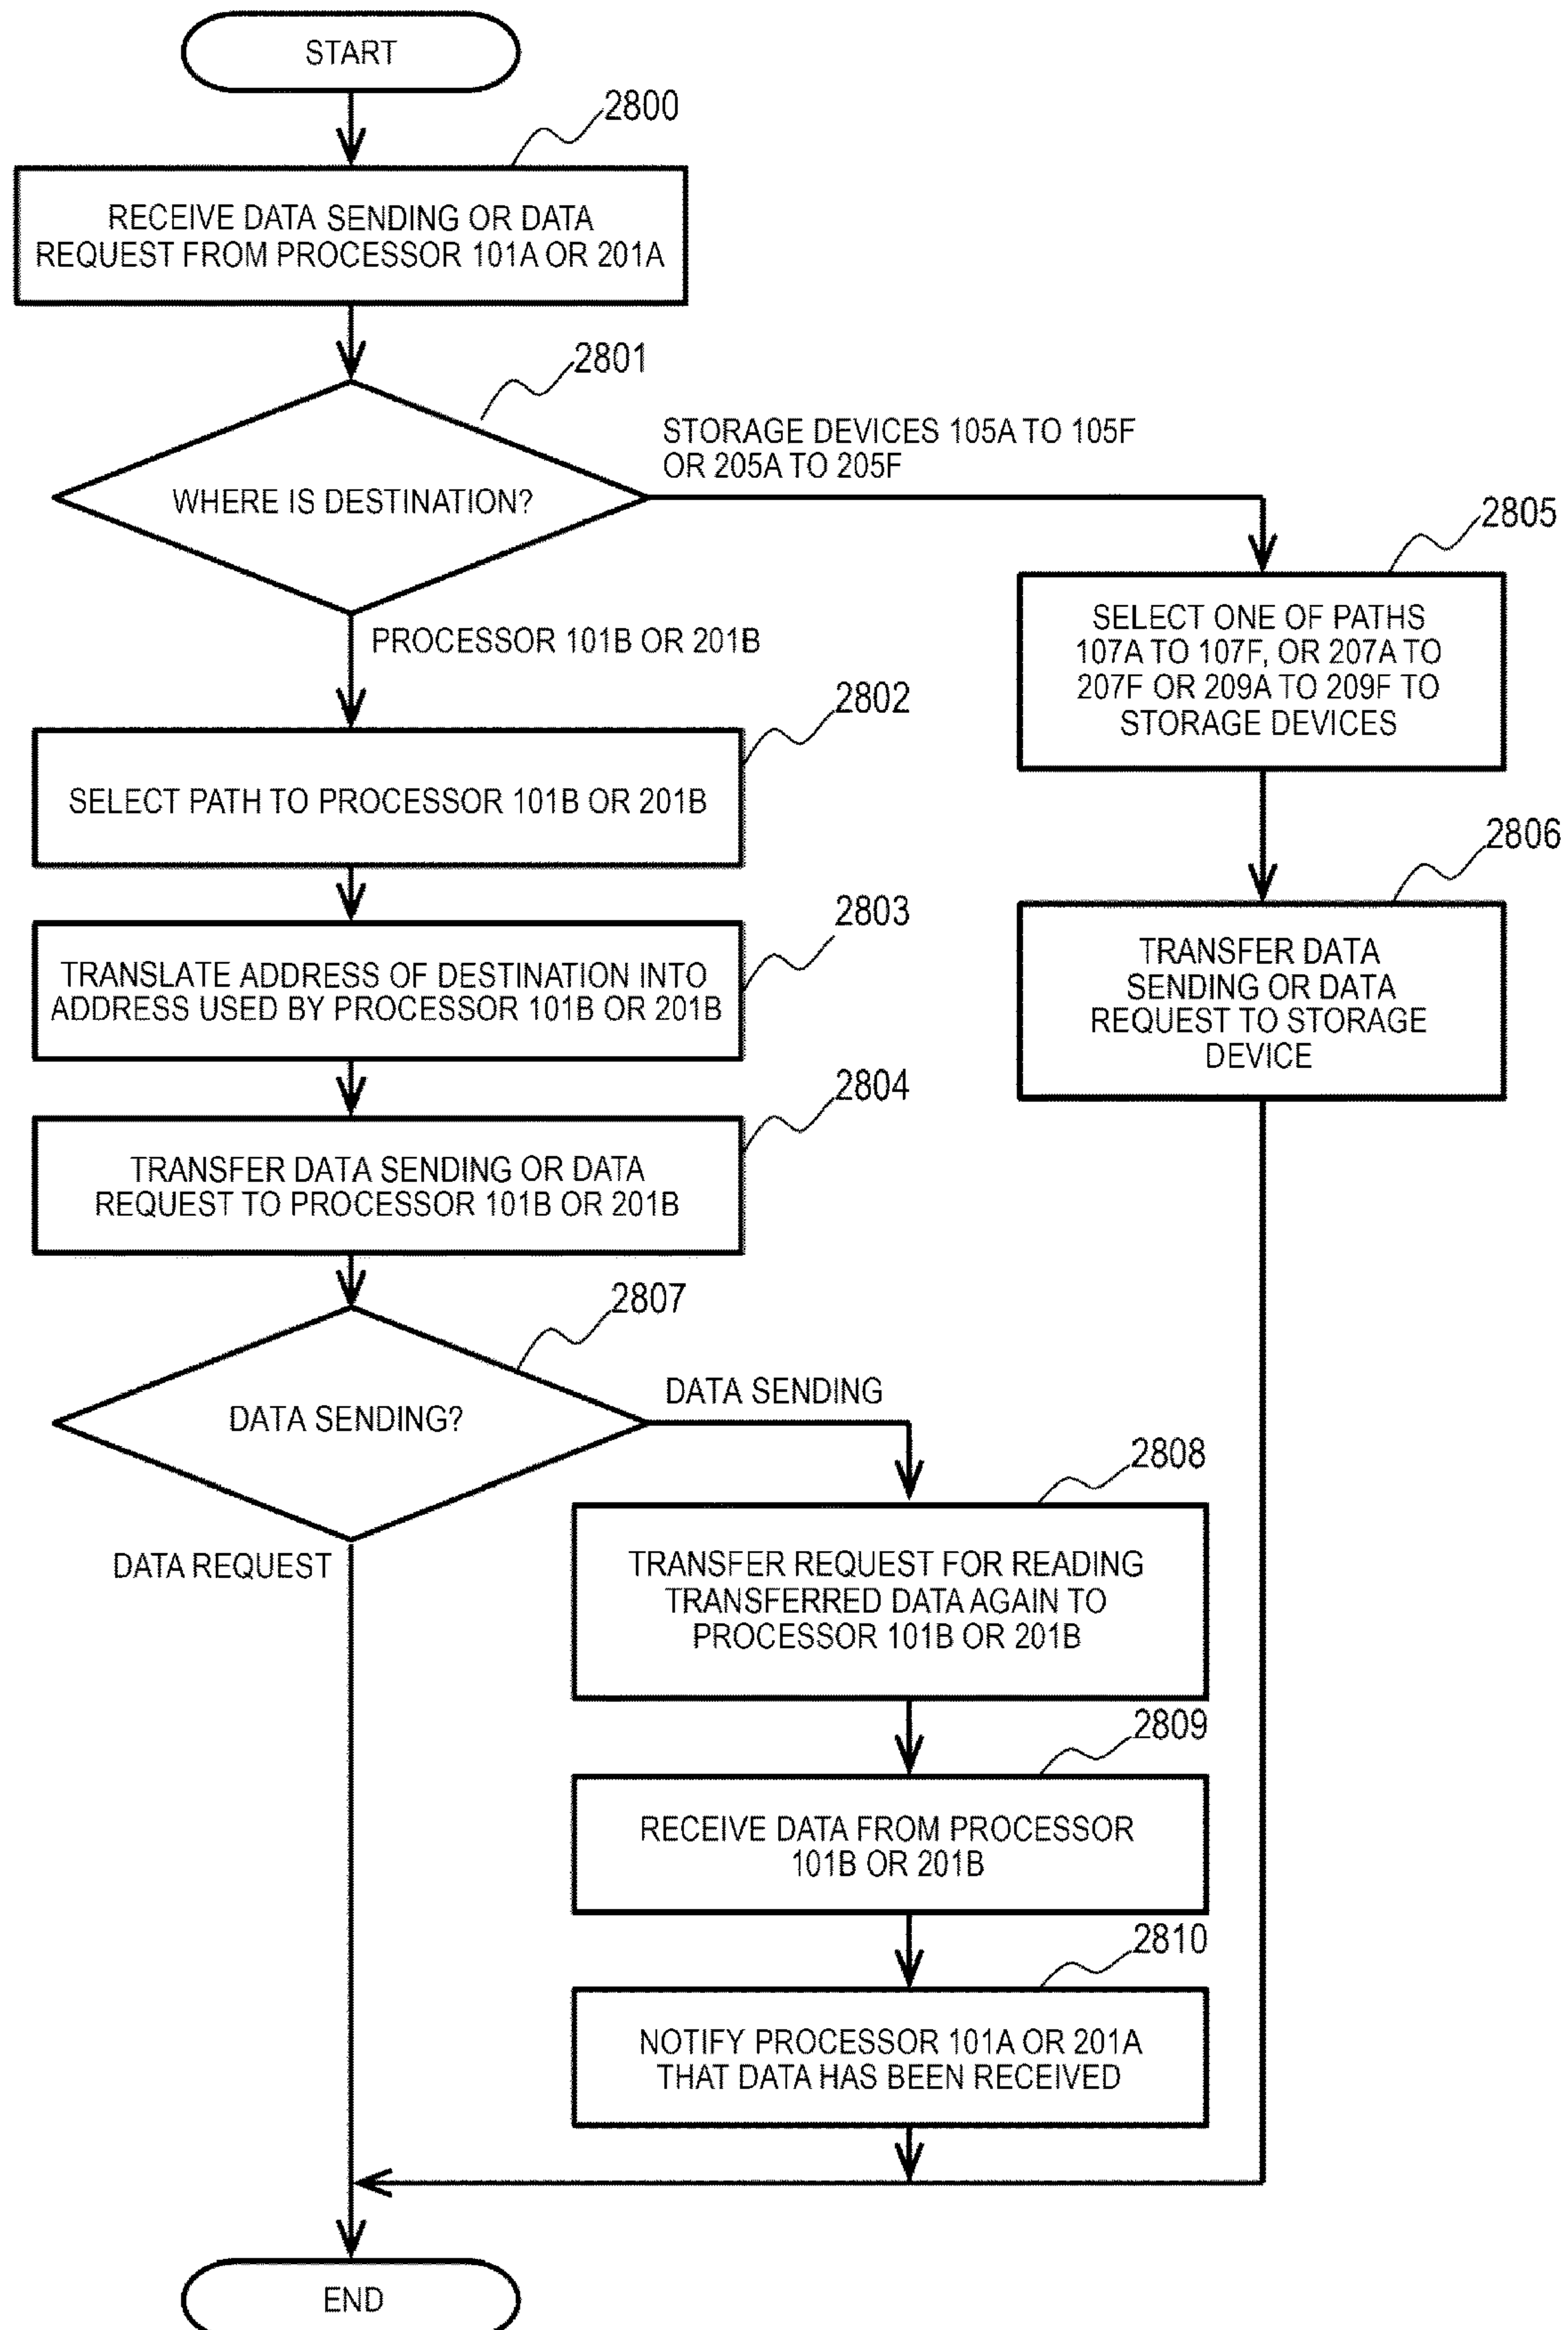 START
2800
RECEIVE DATA SENDING OR DATA
REQUEST FROM PROCESSOR 101A OR 201A
2801
WHERE IS DESTINATION?
STORAGE DEVICES 105A TO 105F
OR 205A TO 205F
PROCESSOR 101B OR 201B
2805
SELECT ONE OF PATHS
107A TO 107F, OR 207A TO
207F OR 209A TO 209F TO
STORAGE DEVICES
2802
SELECT PATH TO PROCESSOR 101B OR 201B
2806
TRANSFER DATA
SENDING OR DATA
REQUEST TO STORAGE
DEVICE
2803
TRANSLATE ADDRESS OF DESTINATION INTO
ADDRESS USED BY PROCESSOR 101B OR 201B
2804
TRANSFER DATA SENDING OR DATA
REQUEST TO PROCESSOR 101B OR 201B
2807
DATA SENDING?
DATA SENDING
DATA REQUEST
2808
TRANSFER REQUEST FOR READING
TRANSFERRED DATA AGAIN TO
PROCESSOR 101B OR 201B
2809
RECEIVE DATA FROM PROCESSOR
101B OR 201B
2810
NOTIFY PROCESSOR 101A OR 201A
THAT DATA HAS BEEN RECEIVED
END